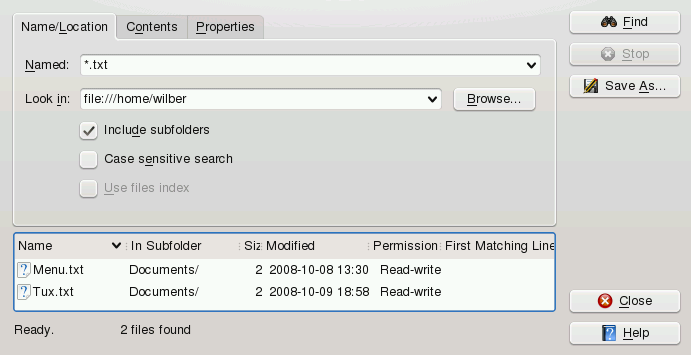 Name/Location Contents Properties
Find
Named: *.txt
Stop
Look in: file:///home/wilber Browse...
Save As...
Include subfolders
Case sensitive search
Use files index
Name In Subfolder Siz Modified Permission First Matching Line
Menu.txt Documents/ 2 2008-10-08 13:30 Read-write
Tux.txt Documents/ 2 2008-10-09 18:58 Read-write
Close
Ready. 2 files found
Help